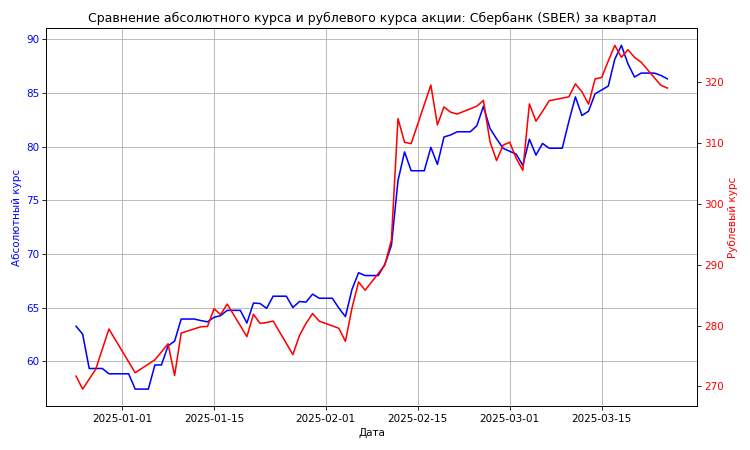 Сравнение абсолютного курса и рублевого курса акции: Сбербанк (SBER) за квартал
90
85
80
75
70
65
60
Абсолютный курс
320
310
300
290
280
270
Рублевый курс
2025-01-01 2025-01-15 2025-02-01 2025-02-15 2025-03-01 2025-03-15
Дата